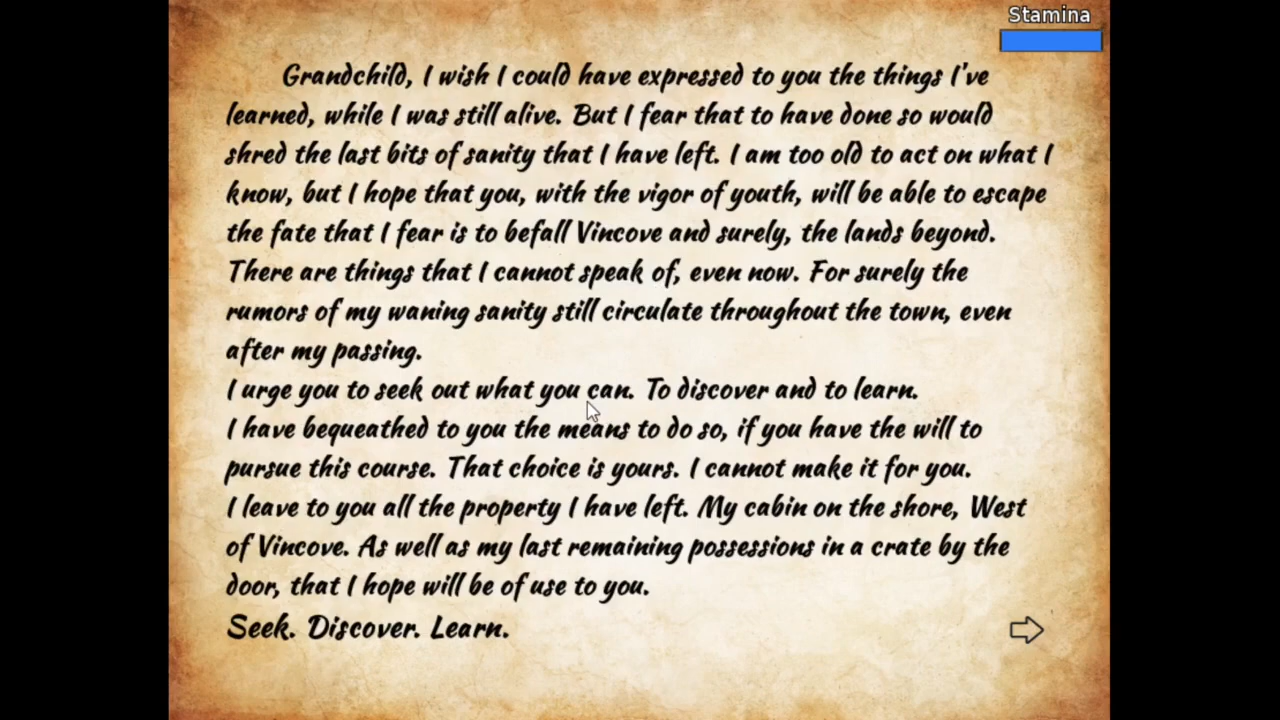 Stamina
Grandchild, I wish I could have expressed to you the things I've
learned, while I was still alive. But I fear that to have done so would
shred the last bits of sanity that I have left. I am too old to act on what I
know, but I hope that you, with the vigor of youth, will be able to escape
the fate that I fear is to befall Vincove and surely, the lands beyond.
There are things that I cannot speak of, even now. For surely the
rumors of my waning sanity still circulate throughout the town, even
after my passing.
I urge you to seek out what you can. To discover and to learn.
I have bequeathed to you the means to do so, if you have the will to
pursue this course. That choice is yours. I cannot make it for you.
I leave to you all the property I have left. My cabin on the shore, West
of Vincove. As well as my last remaining possessions in a crate by the
door, that I hope will be of use to you.
Seek. Discover. Learn.